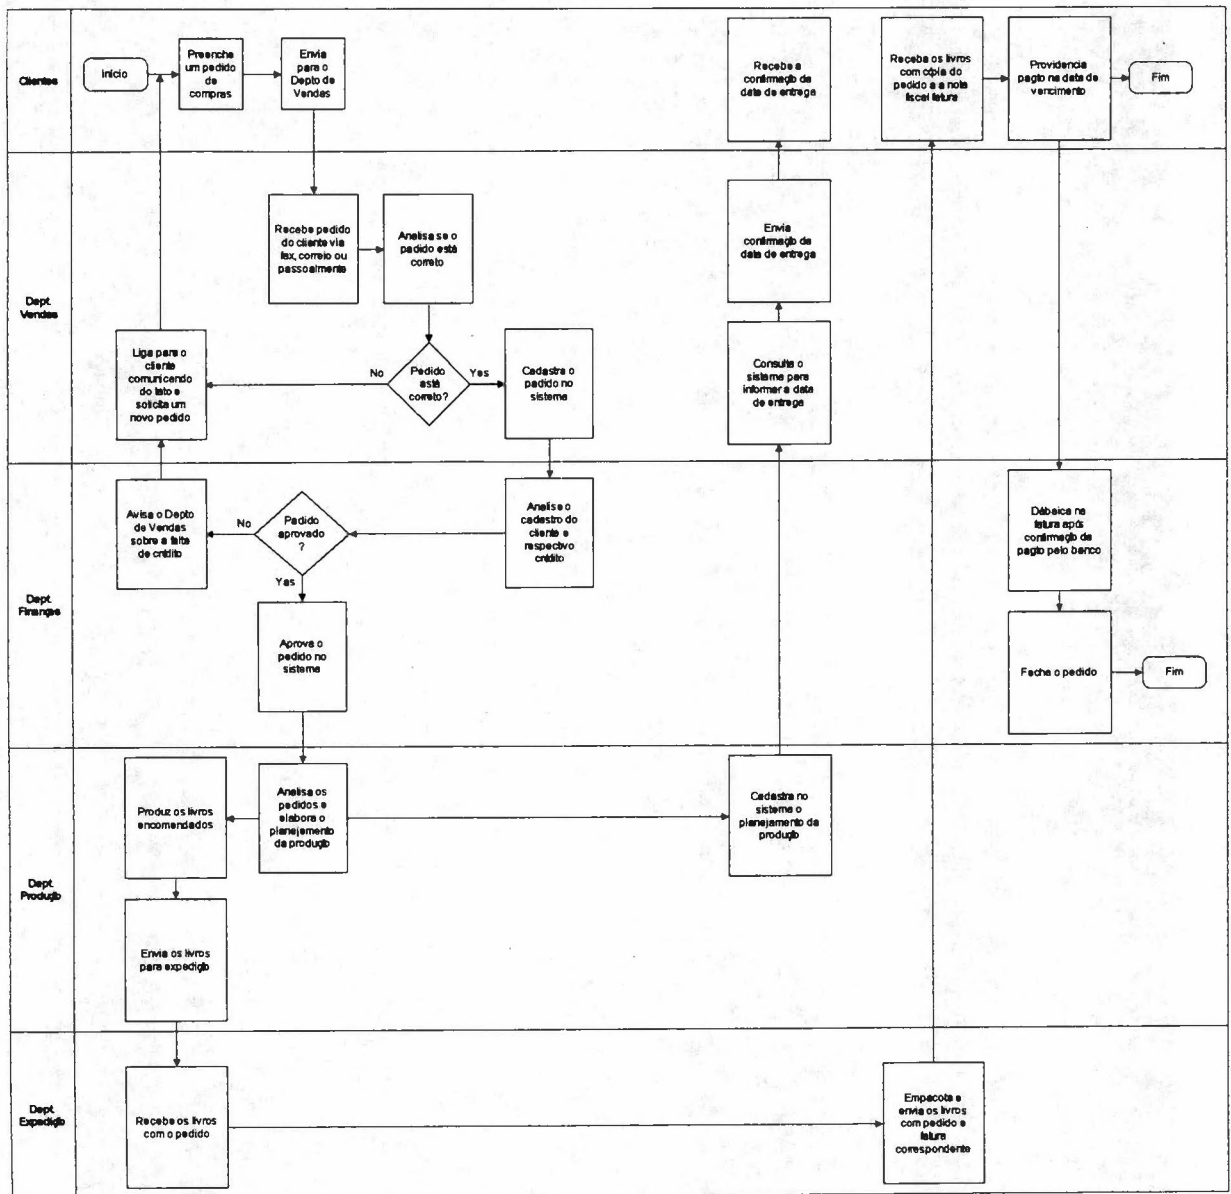 Clientes
Início
Preenche
um pedido
de
compras
Envia
para o
Depto de
Vendas
Recebe a
confirmação da
data de entrega
Receba os livros
com cópia do
pedido e a nota
fiscal fatura
Providencia
pagto na data de
vencimento
Fim
Dept.
Vendas
Recebe pedido
do cliente via
fax, correio ou
pessoalmente
Analisa se o
pedido está
correto
Envia
confirmação da
data de entrega
Liga para o
cliente
comunicando
do fato e
solicita um
novo pedido
No
Pedido
está
correto?
Yes
Cadastra o
pedido no
sistema
Consulta o
sistema para
informar a data
de entrega
Dept.
Finanças
Avisa o Depto
de Vendas
sobre a falta
de crédito
No
Pedido
aprovado
?
Yes
Analisa o
cadastro do
cliente e
respectivo
crédito
Dá baixa na
fatura após
confirmação de
pagto pelo banco
Aprova o
pedido no
sistema
Fecha o pedido
Fim
Dept.
Produção
Produz os livros
encomendados
Analisa os
pedidos e
elabora o
planejamento
da produção
Cadastra no
sistema o
planejamento da
produção
Envia os livros
para expedição
Dept.
Expedição
Recebe os livros
com o pedido
Empacota e
envia os livros
com pedido e
fatura
correspondente